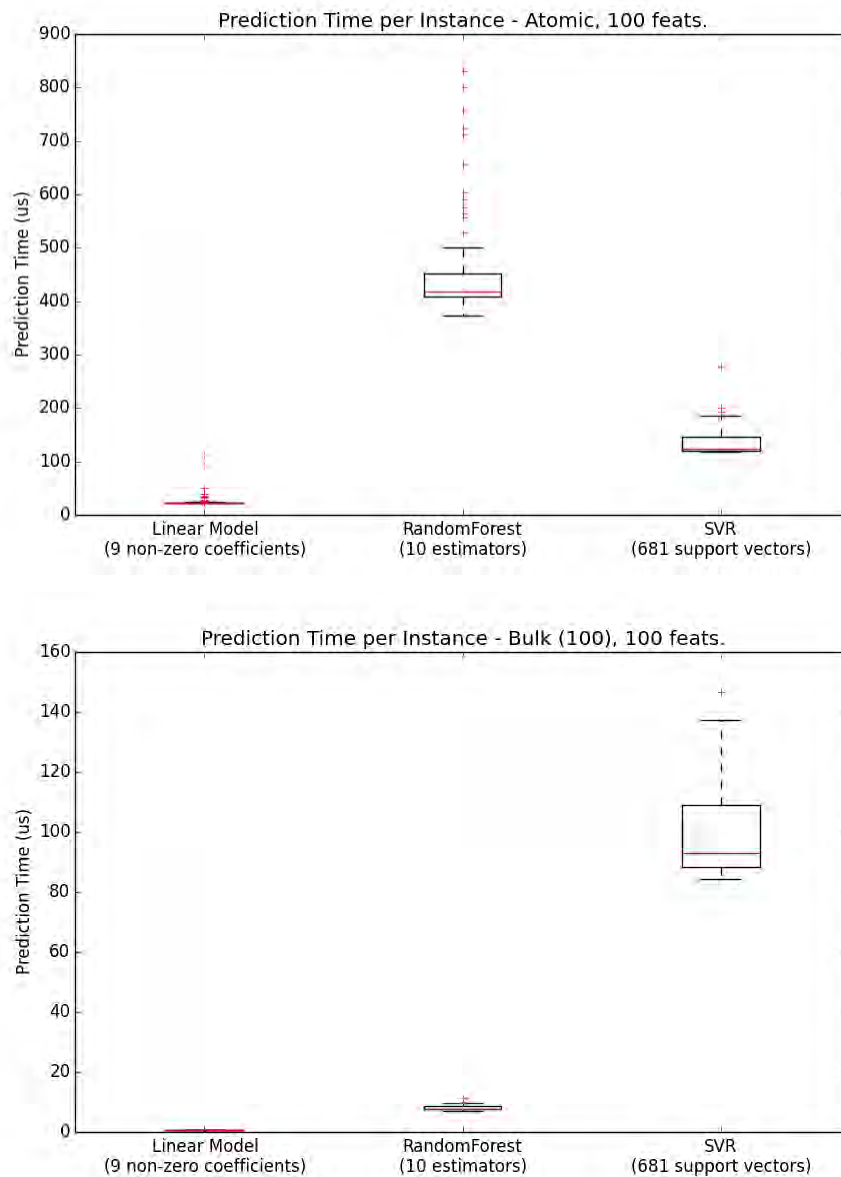 Prediction Time per Instance - Atomic, 100 feats.
900
800
700
600
500
400
300
200
100
0
Prediction Time (us)
Linear Model
(9 non-zero coefficients)
RandomForest
(10 estimators)
SVR
(681 support vectors)
Prediction Time per Instance - Bulk (100), 100 feats.
160
140
120
100
80
60
40
20
0
Prediction Time (us)
Linear Model
(9 non-zero coefficients)
RandomForest
(10 estimators)
SVR
(681 support vectors)